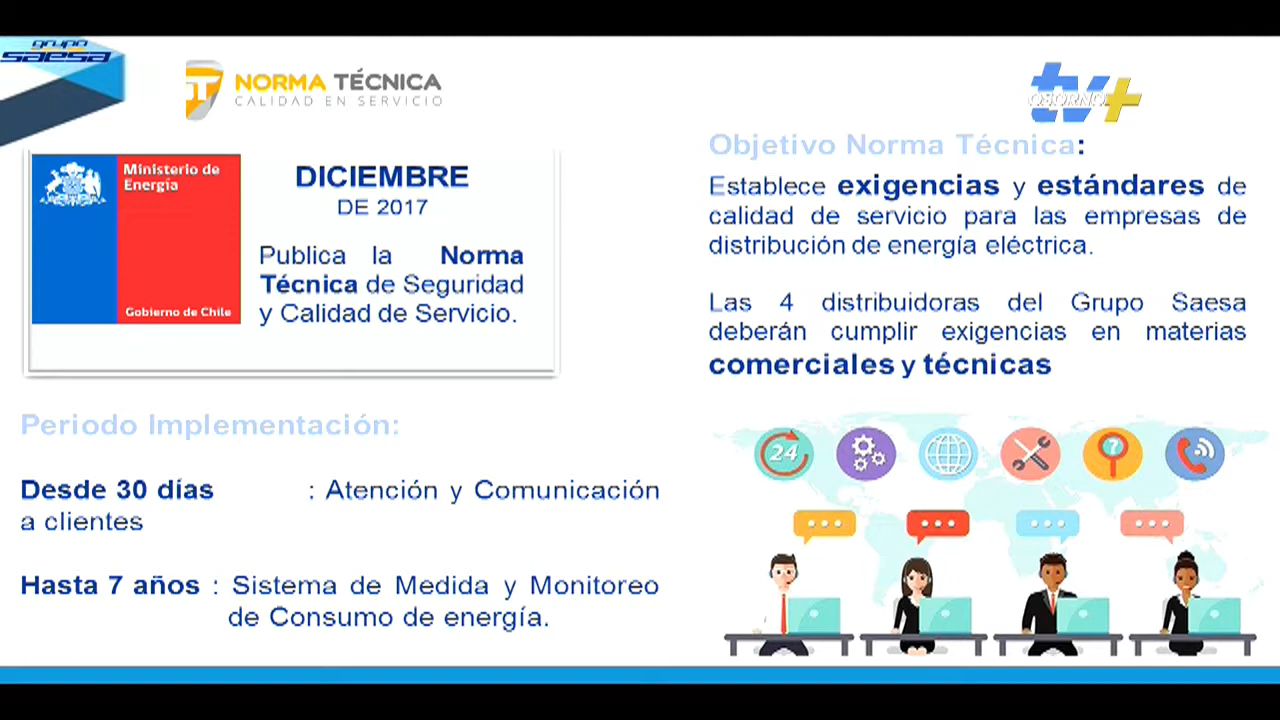 grupo
saesa
NORMA TÉCNICA
CALIDAD EN SERVICIO
tv+
OSORNO
Ministerio de
Energía
Gobierno de Chile
DICIEMBRE
DE 2017
Publica la Norma
Técnica de Seguridad
y Calidad de Servicio.
Periodo Implementación:
Desde 30 días : Atención y Comunicación
a clientes
Hasta 7 años : Sistema de Medida y Monitoreo
de Consumo de energía.
Objetivo Norma Técnica:
Establece exigencias y estándares de
calidad de servicio para las empresas de
distribución de energía eléctrica.
Las 4 distribuidoras del Grupo Saesa
deberán cumplir exigencias en materias
comerciales y técnicas
24
?